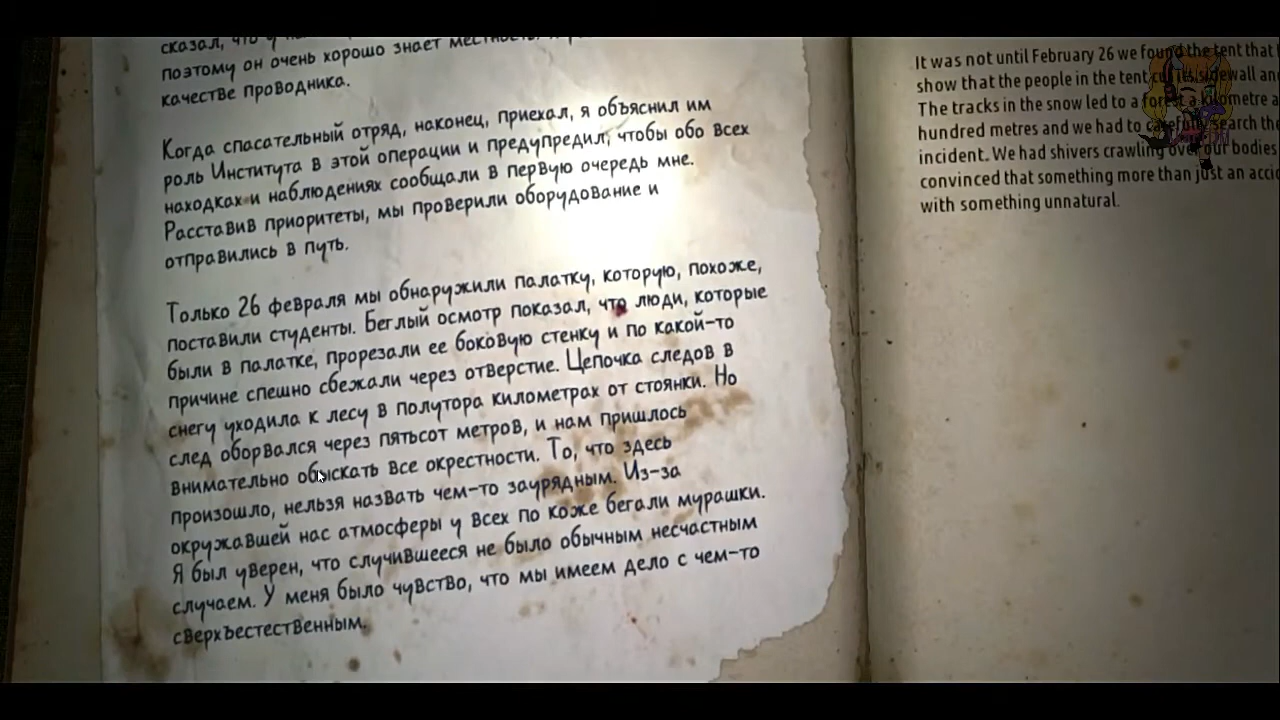 сказал, что у
поэтому он очень хорошо знает
качестве проводника.
Когда спасательный отряд, наконец, приехал, я объяснил им
роль Института в этой операции и предупредил, чтобы обо всех
находках и наблюдениях сообщали в первую очередь мне.
Расставив приоритеты, мы проверили оборудование и
отправились в путь.
Только 26 февраля мы обнаружили палатку, которую, похоже,
поставили студенты. Беглый осмотр показал, что люди, которые
были в палатке, прорезали ее боковую стенку и по какой-то
причине спешно сбежали через отверстие. Цепочка следов в
снегу уходила к лесу в полутора километрах от стоянки. Но
след оборвался через пятьсот метров, и нам пришлось
внимательно обыскать все окрестности. То, что здесь
произошло, нельзя назвать чем-то заурядным. Из-за
окружавшей нас атмосферы у всех по коже бегали мурашки.
Я был уверен, что случившееся не было обычным несчастным
случаем. У меня было чувство, что мы имеем дело с чем-то
сверхъестественным.
It was not until February 26 we found the tent that
show that the people in the tent cut its sidewall and
The tracks in the snow led to a forest a kilometre
hundred metres and we had to carefully search the
incident. We had shivers crawling over our bodies
convinced that something more than just an
with something unnatural.